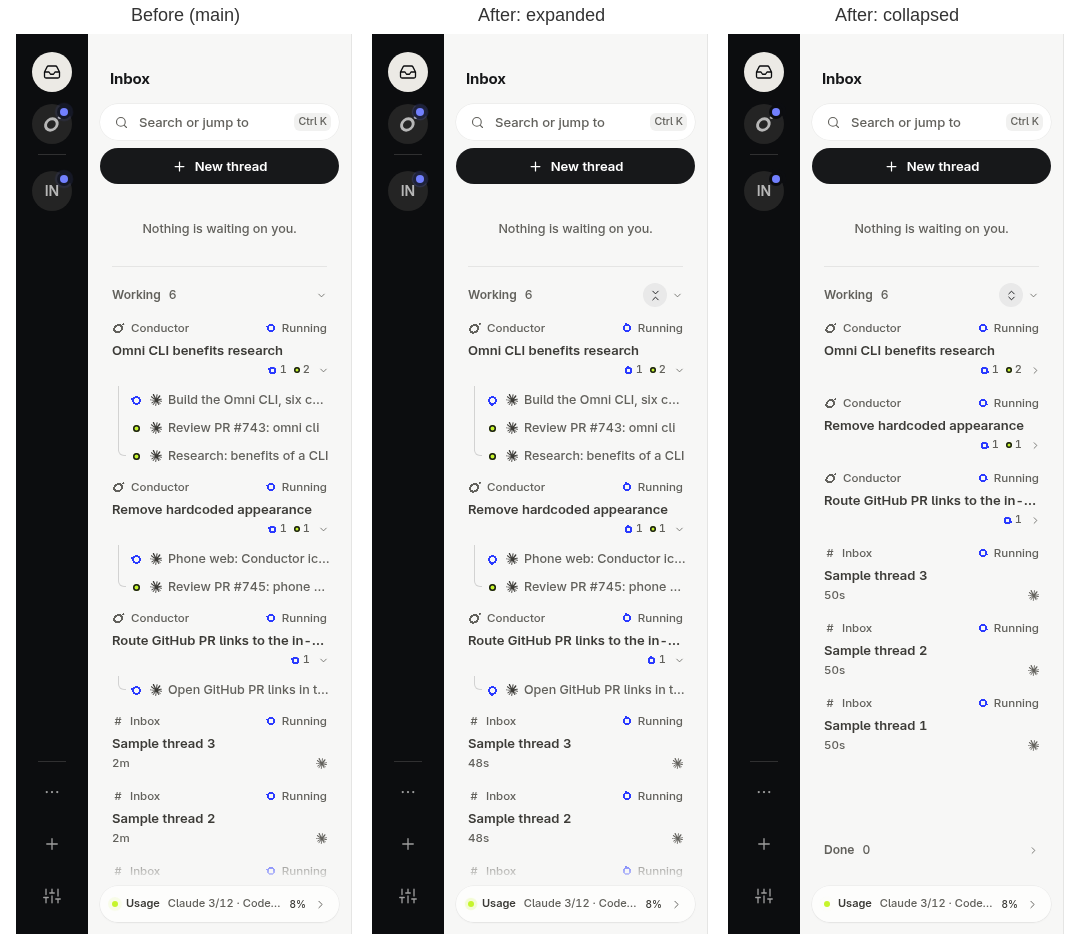 Before (main)
Inbox
Search or jump to Ctrl K
+ New thread
IN
Nothing is waiting on you.
Working 6
Conductor Running
Omni CLI benefits research
1 2
Build the Omni CLI, six c...
Review PR #743: omni cli
Research: benefits of a CLI
Conductor Running
Remove hardcoded appearance
1 1
Phone web: Conductor ic...
Review PR #745: phone ...
Conductor Running
Route GitHub PR links to the in-...
1
Open GitHub PR links in t...
# Inbox Running
Sample thread 3
2m
# Inbox Running
Sample thread 2
2m
# Inbox Running
Usage Claude 3/12 · Code... 8%
After: expanded
Inbox
Search or jump to Ctrl K
+ New thread
IN
Nothing is waiting on you.
Working 6
Conductor Running
Omni CLI benefits research
1 2
Build the Omni CLI, six c...
Review PR #743: omni cli
Research: benefits of a CLI
Conductor Running
Remove hardcoded appearance
1 1
Phone web: Conductor ic...
Review PR #745: phone ...
Conductor Running
Route GitHub PR links to the in-...
1
Open GitHub PR links in t...
# Inbox Running
Sample thread 3
48s
# Inbox Running
Sample thread 2
48s
# Inbox Running
Usage Claude 3/12 · Code... 8%
After: collapsed
Inbox
Search or jump to Ctrl K
+ New thread
IN
Nothing is waiting on you.
Working 6
Conductor Running
Omni CLI benefits research
1 2
Conductor Running
Remove hardcoded appearance
1 1
Conductor Running
Route GitHub PR links to the in-...
1
# Inbox Running
Sample thread 3
50s
# Inbox Running
Sample thread 2
50s
# Inbox Running
Sample thread 1
50s
Done 0
Usage Claude 3/12 · Code... 8%